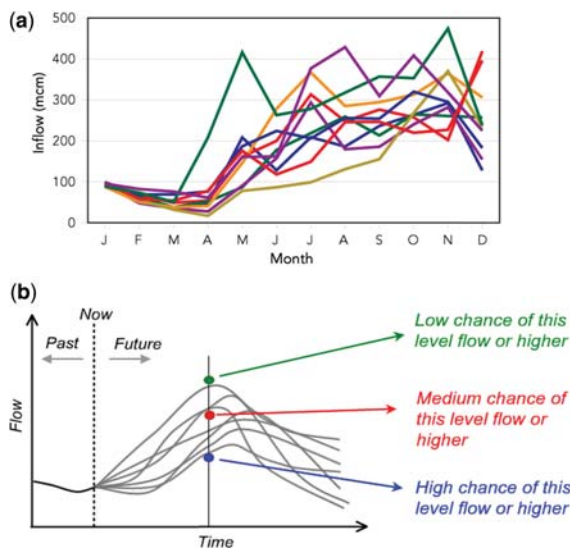 (a)
500
400
300
200
100
0
Inflow (mcm)
J F M A M J J A S O N D
Month
(b)
Now
Past Future
Flow
Time
Low chance of this
level flow or higher
Medium chance of
this level flow or
higher
High chance of this
level flow or higher